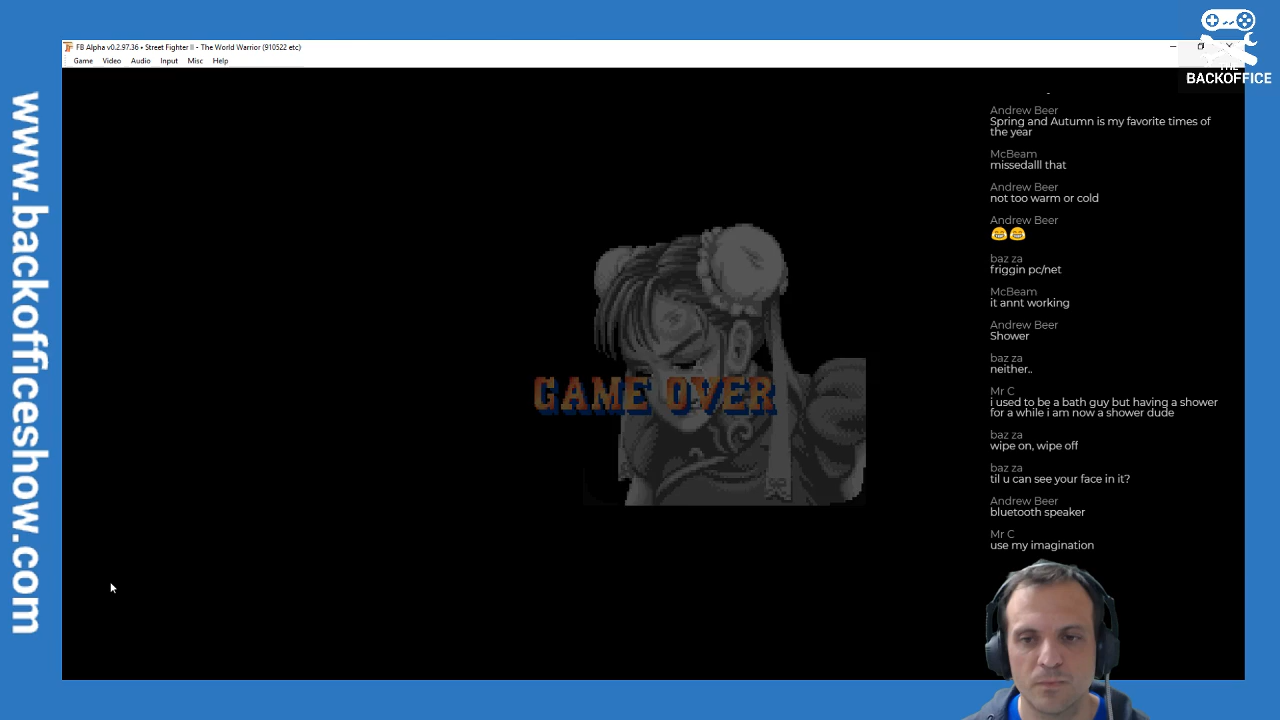 FB Alpha v0.2.97.36 • Street Fighter II - The World Warrior (910522 etc)
Game Video Audio Input Misc Help
THE
BACKOFFICE
www.backofficeshow.com
Andrew Beer
Spring and Autumn is my favorite times of
the year
McBeam
missedalll that
Andrew Beer
not too warm or cold
Andrew Beer
😂😂
baz za
friggin pc/net
McBeam
it annt working
Andrew Beer
Shower
baz za
neither..
Mr C
i used to be a bath guy but having a shower
for a while i am now a shower dude
baz za
wipe on, wipe off
baz za
til u can see your face in it?
Andrew Beer
bluetooth speaker
Mr C
use my imagination
GAME OVER